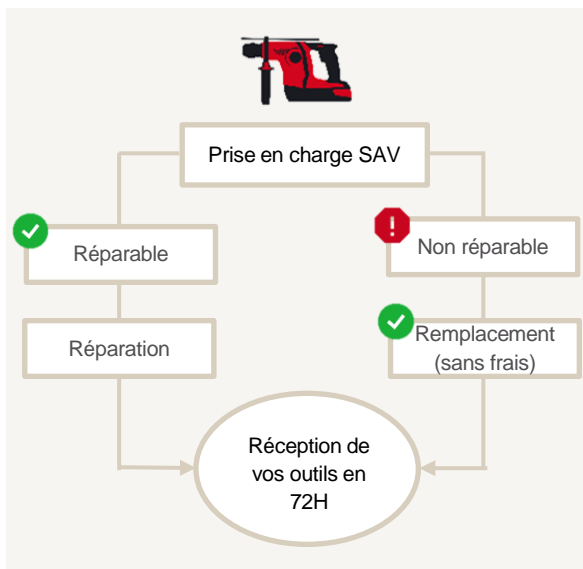 Prise en charge SAV
Réparable
Non réparable
Réparation
Remplacement
(sans frais)
Réception de
vos outils en
72H